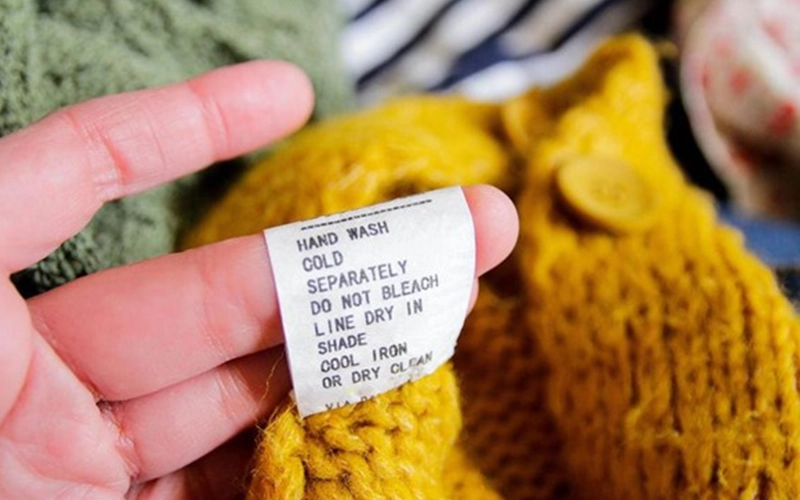 HAND WASH
COLD
SEPARATELY
DO NOT BLEACH
LINE DRY IN
SHADE
COOL IRON
OR DRY CLEAN